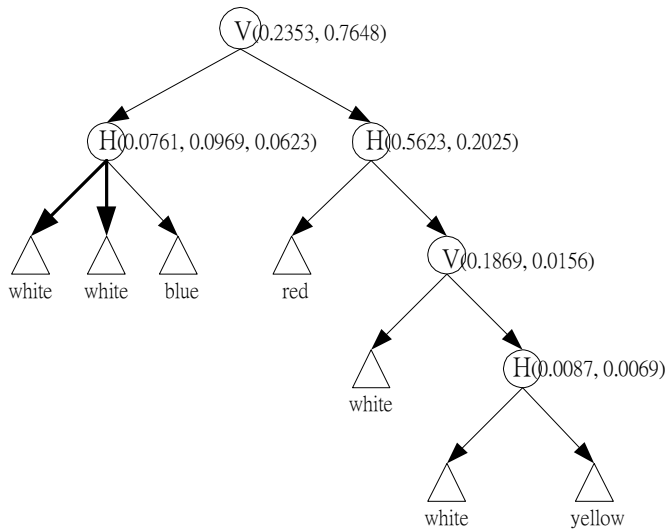 V(0.2353, 0.7648)
H(0.0761, 0.0969, 0.0623)
H(0.5623, 0.2025)
white
white
blue
red
V(0.1869, 0.0156)
white
H(0.0087, 0.0069)
white
yellow